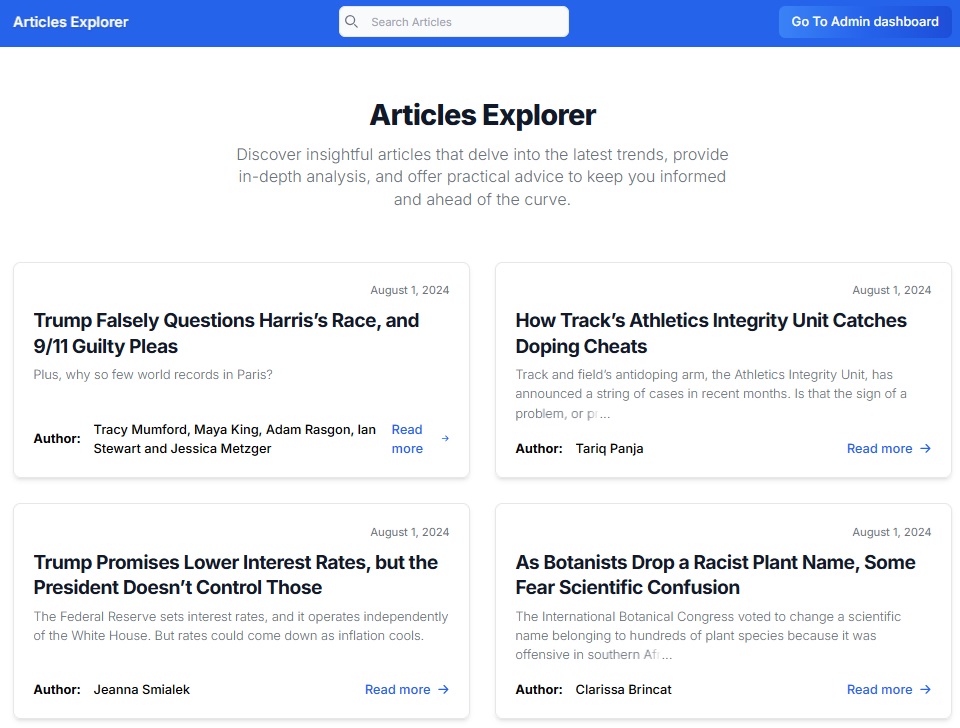 Articles Explorer
Search Articles
Go To Admin dashboard
Articles Explorer
Discover insightful articles that delve into the latest trends, provide
in-depth analysis, and offer practical advice to keep you informed
and ahead of the curve.
August 1, 2024
Trump Falsely Questions Harris’s Race, and
9/11 Guilty Pleas
Plus, why so few world records in Paris?
Author: Tracy Mumford, Maya King, Adam Rasgon, Ian
Stewart and Jessica Metzger
Read
more →
August 1, 2024
How Track’s Athletics Integrity Unit Catches
Doping Cheats
Track and field’s antidoping arm, the Athletics Integrity Unit, has
announced a string of cases in recent months. Is that the sign of a
problem, or pr...
Author: Tariq Panja
Read more →
August 1, 2024
Trump Promises Lower Interest Rates, but the
President Doesn’t Control Those
The Federal Reserve sets interest rates, and it operates independently
of the White House. But rates could come down as inflation cools.
Author: Jeanna Smialek
Read more →
August 1, 2024
As Botanists Drop a Racist Plant Name, Some
Fear Scientific Confusion
The International Botanical Congress voted to change a scientific
name belonging to hundreds of plant species because it was
offensive in southern Afr...
Author: Clarissa Brincat
Read more →